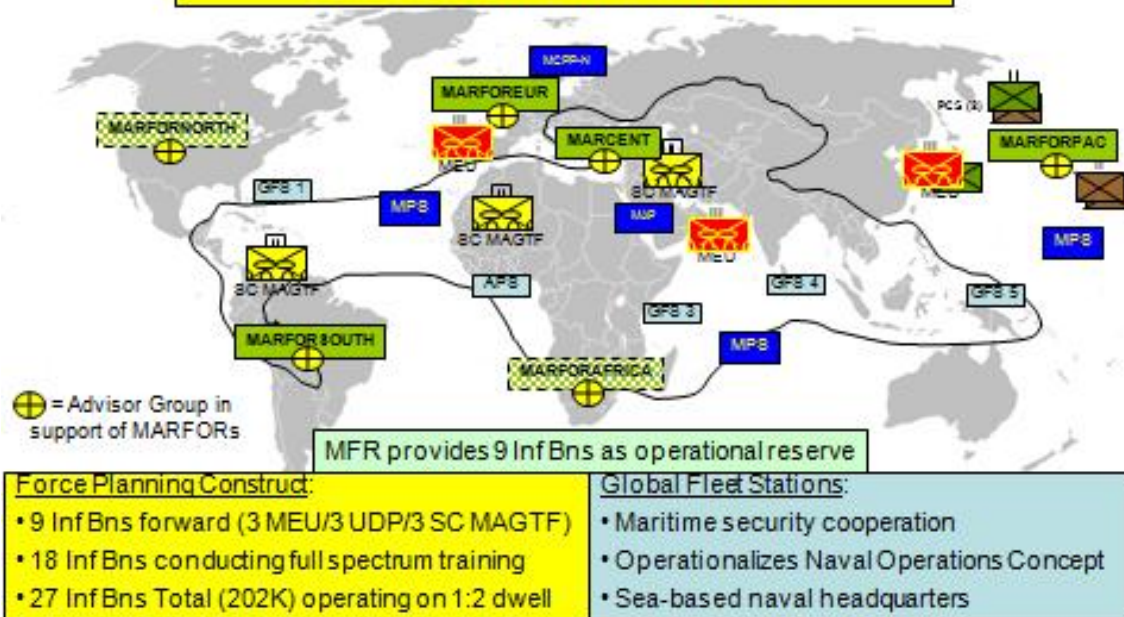 MCPP-N
MARFOREUR
PCS (3)
MARFORNORTH
MARCENT
MARFORPAC
MEU
SC MAGTF
MEU
GFS 1
MPS
SC MAGTF
MAP
MEU
MPS
SC MAGTF
APS
GFS 3
GFS 4
GFS 5
MARFORSOUTH
MPS
MARFORAFRICA
= Advisor Group in
support of MARFORs
MFR provides 9 Inf Bns as operational reserve
Force Planning Construct:
• 9 Inf Bns forward (3 MEU/3 UDP/3 SC MAGTF)
• 18 Inf Bns conducting full spectrum training
• 27 Inf Bns Total (202K) operating on 1:2 dwell
Global Fleet Stations:
• Maritime security cooperation
• Operationalizes Naval Operations Concept
• Sea-based naval headquarters